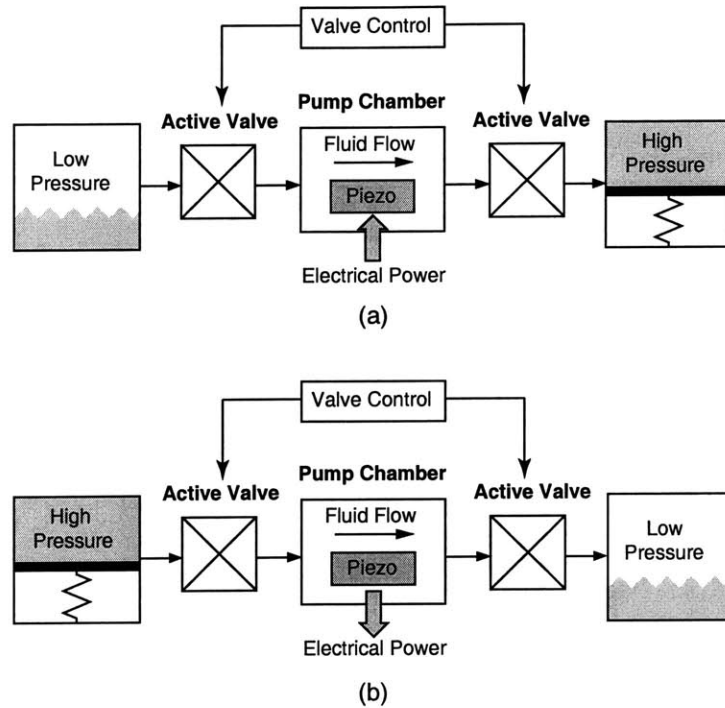 Valve Control
Pump Chamber
Active Valve
Active Valve
Low
Pressure
Fluid Flow
Piezo
High
Pressure
Electrical Power
(a)
Valve Control
Pump Chamber
Active Valve
Active Valve
High
Pressure
Fluid Flow
Piezo
Low
Pressure
Electrical Power
(b)